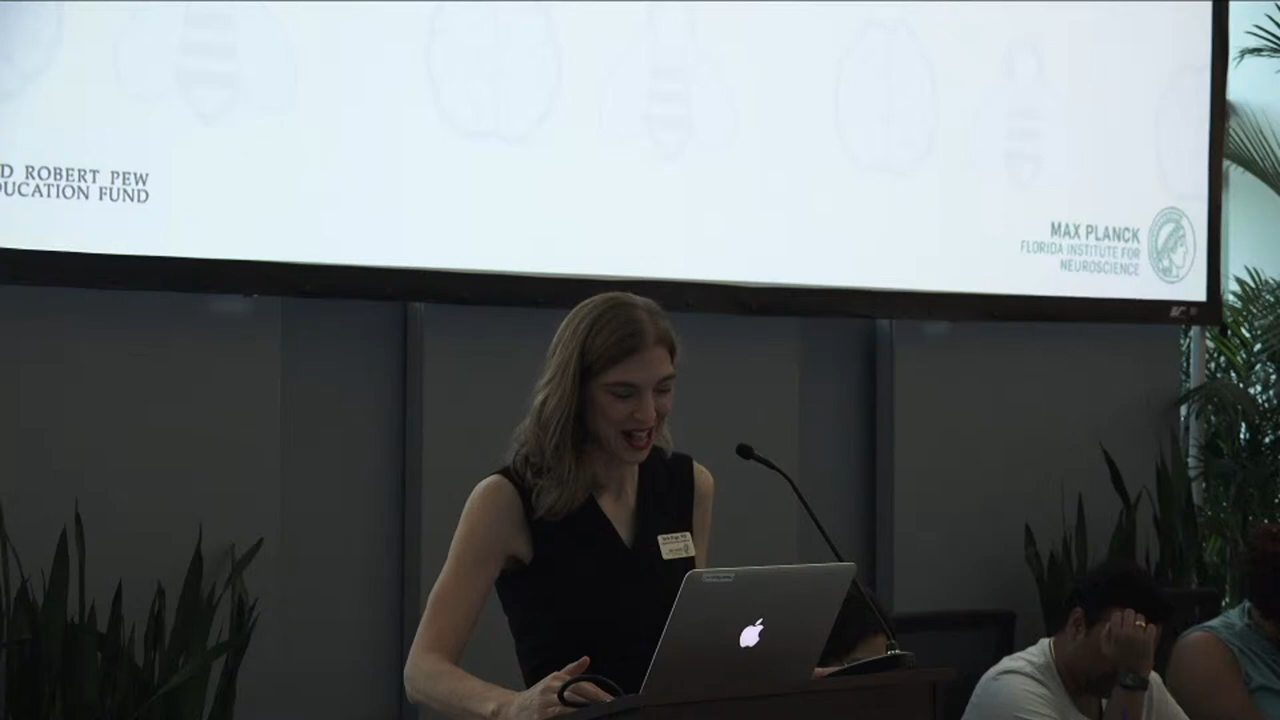 D ROBERT PEW
DUCATION FUND
MAX PLANCK
FLORIDA INSTITUTE FOR
NEUROSCIENCE